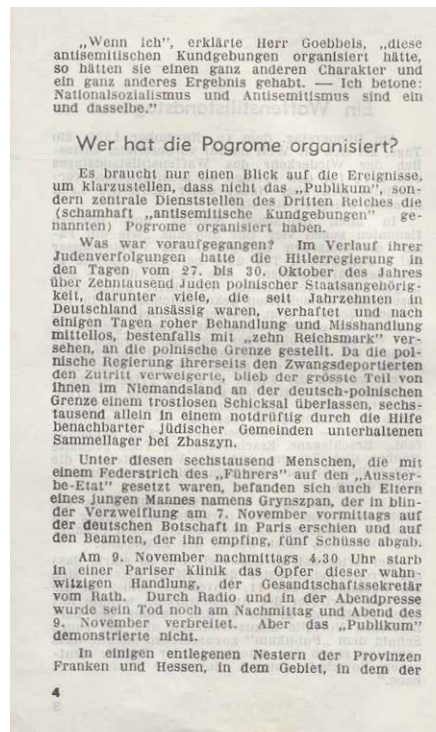 „Wenn ich”, erklärte Herr Goebbels, „diese
antisemitischen Kundgebungen organisiert hätte,
so hätten sie einen ganz anderen Charakter und
ein ganz anderes Ergebnis gehabt. — Ich betone:
Nationalsozialismus und Antisemitismus sind ein
und dasselbe.”
Wer hat die Pogrome organisiert?
Es braucht nur einen Blick auf die Ereignisse,
um klarzustellen, dass nicht das „Publikum”, son-
dern zentrale Dienststellen des Dritten Reiches die
(schamhaft „antisemitische Kundgebungen” ge-
nannten) Pogrome organisiert haben.
Was war voraufgegangen? Im Verlauf ihrer
Judenverfolgungen hatte die Hitlerregierung in
den Tagen vom 27. bis 30. Oktober des Jahres
über Zehntausend Juden polnischer Staatsangehörig-
keit, darunter viele, die seit Jahrzehnten in
Deutschland ansässig waren, verhaftet und nach
einigen Tagen roher Behandlung und Misshandlung
mittellos, bestenfalls mit „zehn Reichsmark” ver-
sehen, an die polnische Grenze gestellt. Da die pol-
nische Regierung ihrerseits den Zwangsdeportierten
den Zutritt verweigerte, blieb der grösste Teil von
ihnen im Niemandsland an der deutsch-polnischen
Grenze einem trostlosen Schicksal überlassen, sechs-
tausend allein in einem notdürftig durch die Hilfe
benachbarter jüdischer Gemeinden unterhaltenen
Sammellager bei Zbaszyn.
Unter diesen sechstausend Menschen, die mit
einem Federstrich des „Führers” auf den „Ausster-
be-Etat” gesetzt waren, befanden sich auch Eltern
eines jungen Mannes namens Grynszpan, der in blin-
der Verzweiflung am 7. November vormittags auf
der deutschen Botschaft in Paris erschien und auf
den Beamten, der ihn empfing, fünf Schüsse abgab.
Am 9. November nachmittags 4.30 Uhr starb
in einer Pariser Klinik das Opfer dieser wahn-
witzigen Handlung, der Gesandtschaftssekretär
vom Rath. Durch Radio und in der Abendpresse
wurde sein Tod noch am Nachmittag und Abend des
9. November verbreitet. Aber das „Publikum”
demonstrierte nicht.
In einigen entlegenen Nestern der Provinzen
Franken und Hessen, in dem Gebiet, in dem der
4